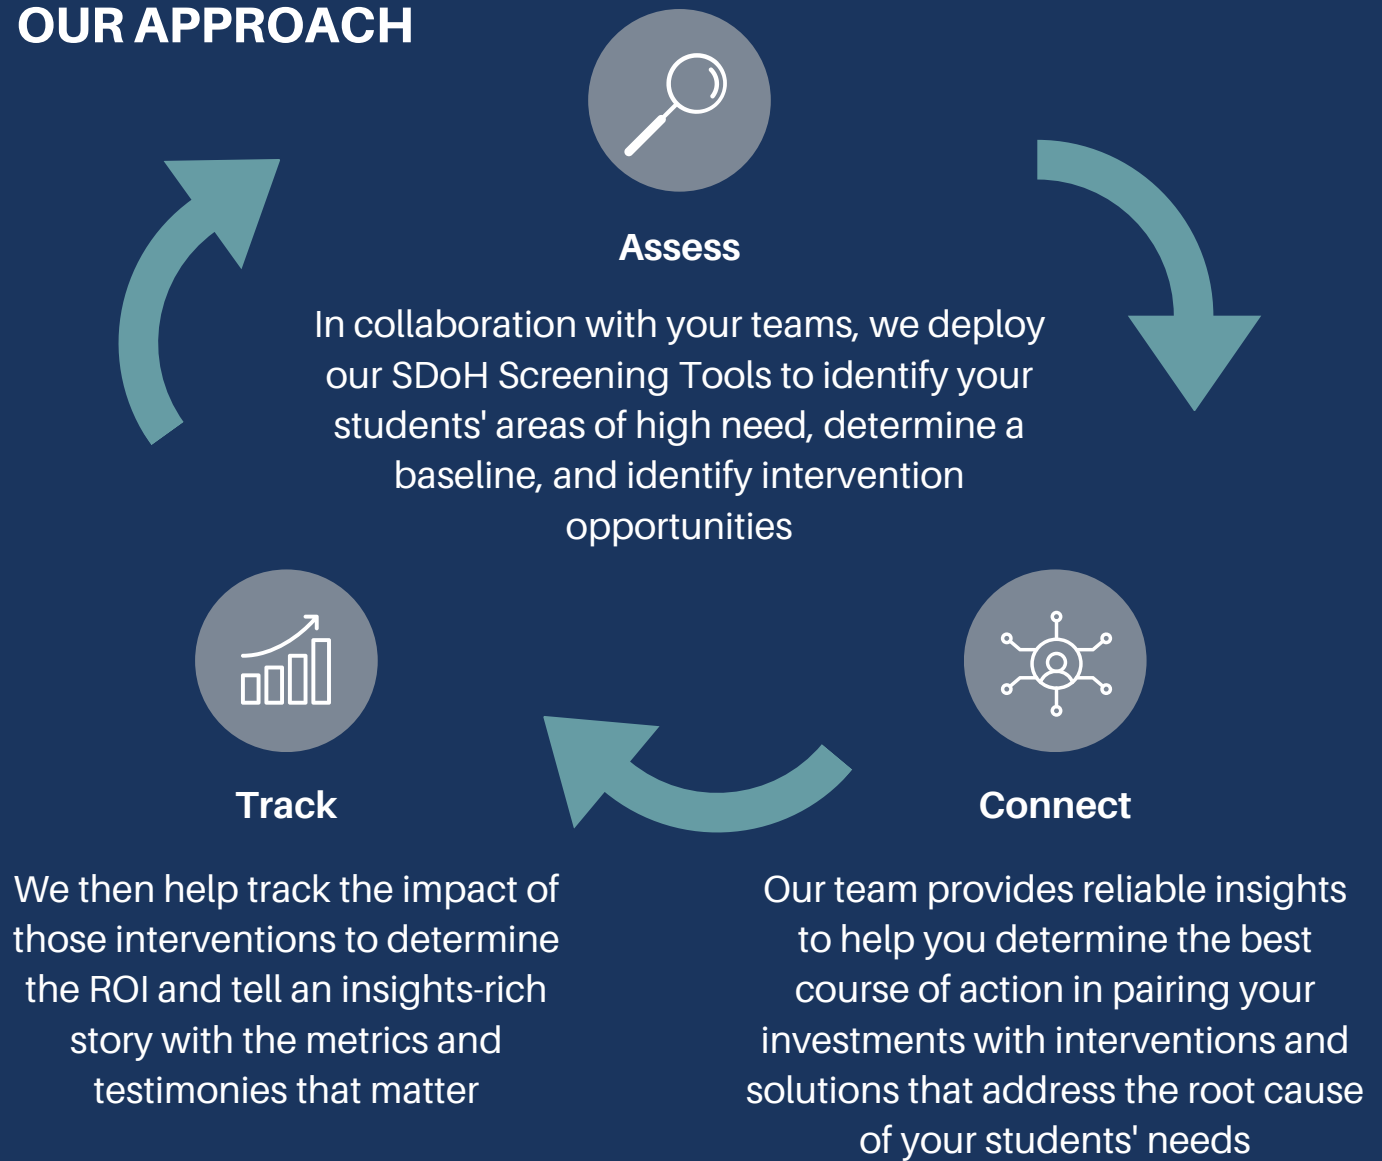 OUR APPROACH
Assess
In collaboration with your teams, we deploy
our SDoH Screening Tools to identify your
students' areas of high need, determine a
baseline, and identify intervention
opportunities
Track
We then help track the impact of
those interventions to determine
the ROI and tell an insights-rich
story with the metrics and
testimonies that matter
Connect
Our team provides reliable insights
to help you determine the best
course of action in pairing your
investments with interventions and
solutions that address the root cause
of your students' needs